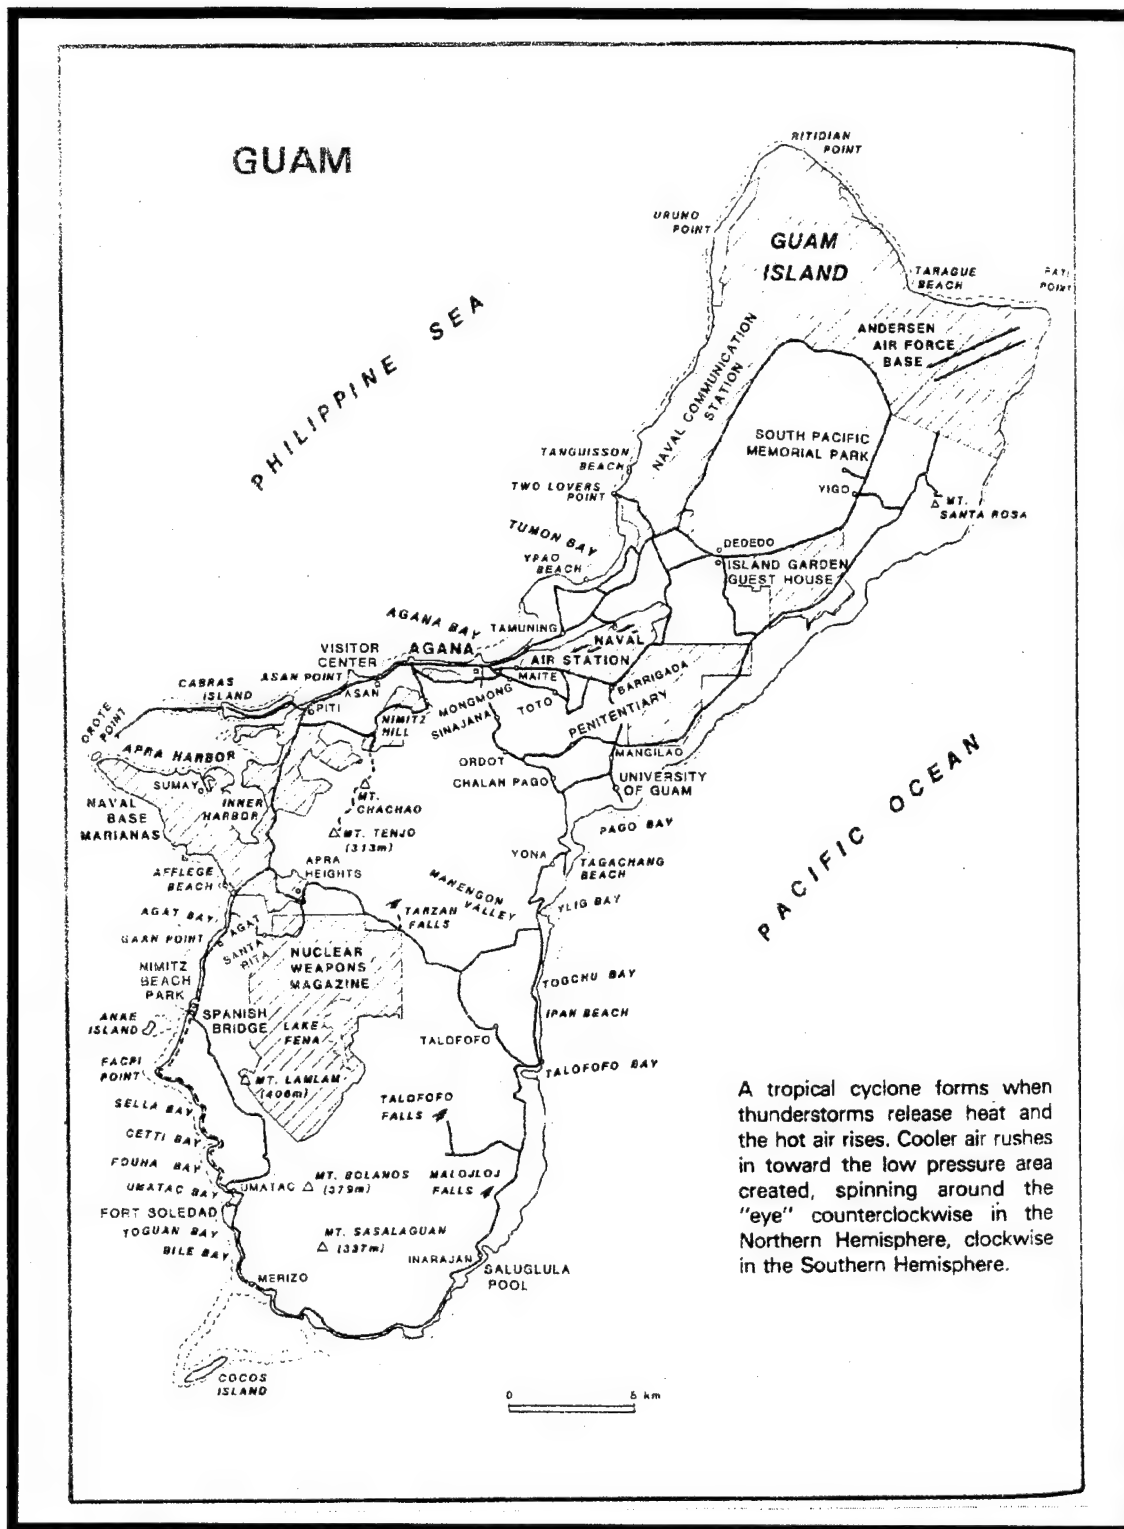 GUAM
RITIDIAN
POINT
URUNO
POINT
GUAM
ISLAND
TARAGUE
BEACH
PATI
POINT
PHILIPPINE SEA
ANDERSEN
AIR FORCE
BASE
NAVAL COMMUNICATION
STATION
SOUTH PACIFIC
MEMORIAL PARK
TANGUISSON
BEACH
TWO LOVERS
POINT
YIGO
MT.
SANTA ROSA
TUMON BAY
DEDEDO
YPAO
BEACH
ISLAND GARDEN
GUEST HOUSE
AGANA BAY
TAMUNING
NAVAL
AIR STATION
VISITOR
CENTER
AGANA
MAITE
BARRIGADA
ASAN POINT
ASAN
CABRAS
ISLAND
MONGMONG
SINAJANA
TOTO
PENITENTIARY
OROTE
POINT
PITI
NIMITZ
HILL
APRA HARBOR
ORDOT
MANGILAO
SUMAY
CHALAN PAGO
UNIVERSITY
OF GUAM
INNER
HARBOR
MT.
CHACHAO
NAVAL
BASE
MARIANAS
MT. TENJO
(313m)
PAGO BAY
PACIFIC OCEAN
YONA
TAGACHANG
BEACH
AFFLEGE
BEACH
APRA
HEIGHTS
MANENGON
VALLEY
YLIG BAY
AGAT BAY
TARZAN
FALLS
GAAN POINT
AGAT
SANTA
RITA
NUCLEAR
WEAPONS
MAGAZINE
NIMITZ
BEACH
PARK
TOGCHU BAY
ANAE
ISLAND
SPANISH
BRIDGE
LAKE
FENA
IPAN BEACH
TALOFOFO
FACPI
POINT
TALOFOFO BAY
MT. LAMLAM
(406m)
SELLA BAY
TALOFOFO
FALLS
CETTI BAY
FOUHA BAY
UMATAC BAY
UMATAC
MT. BOLANOS
(379m)
MALOJLOJ
FALLS
FORT SOLEDAD
TOGUAN BAY
BILE BAY
MT. SASALAGUAN
(337m)
INARAJAN
SALUGLULA
POOL
MERIZO
COCOS
ISLAND
0 5 km
A tropical cyclone forms when
thunderstorms release heat and
the hot air rises. Cooler air rushes
in toward the low pressure area
created, spinning around the
"eye" counterclockwise in the
Northern Hemisphere, clockwise
in the Southern Hemisphere.